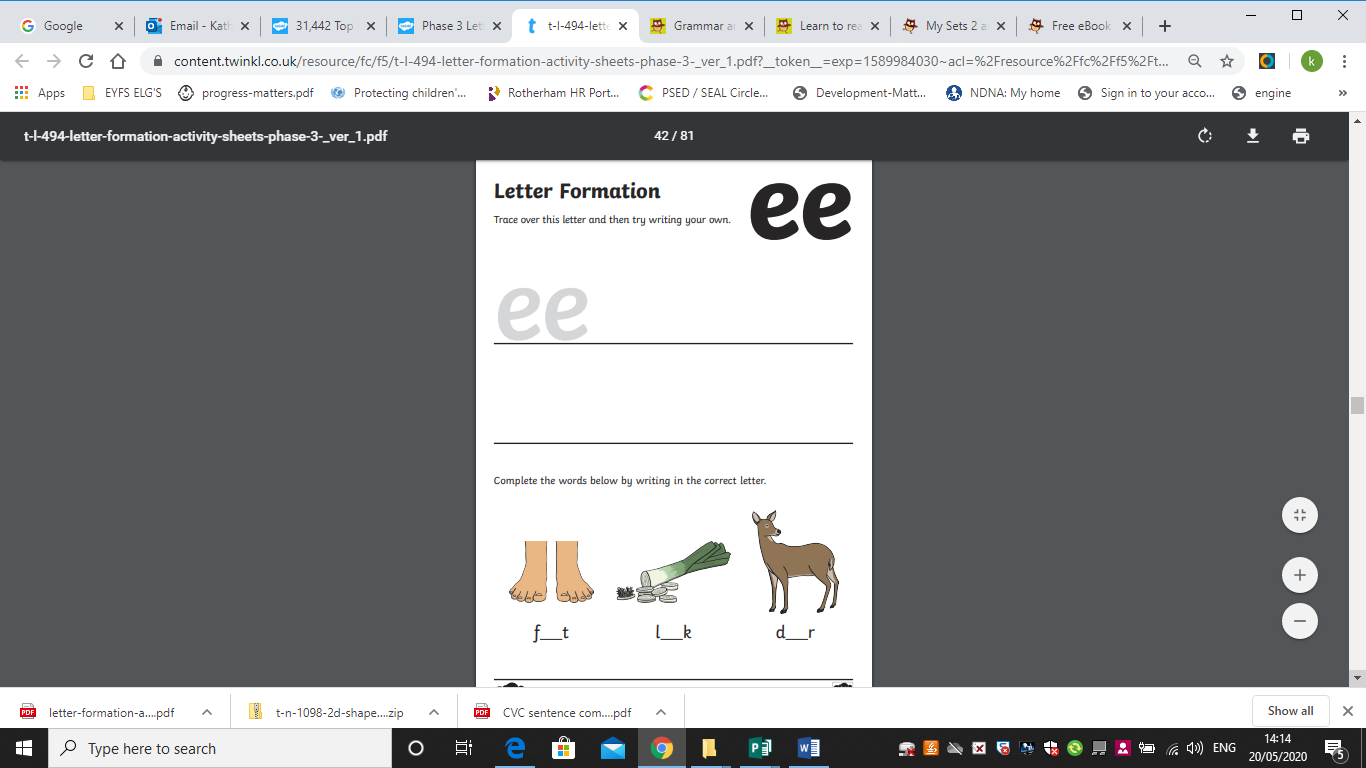 Google
Email - Kath
31,442 Top
Phase 3 Let
t-l-494-lette
Grammar a
Learn to rea
My Sets 2 a
Free eBook
content.twinkl.co.uk/resource/fc/f5/t-l-494-letter-formation-activity-sheets-phase-3-_ver_1.pdf?__token__=exp=1589984030~acl=%2Fresource%2Ffc%2Ff5%2Ft...
k
Apps
EYFS ELG'S
progress-matters.pdf
Protecting children'...
Rotherham HR Port...
PSED / SEAL Circle...
Development-Matt...
NDNA: My home
Sign in to your acco...
engine
»
t-l-494-letter-formation-activity-sheets-phase-3-_ver_1.pdf
42 / 81
Letter Formation
ee
Trace over this letter and then try writing your own.
ee
Complete the words below by writing in the correct letter.
f__t
l__k
d__r
letter-formation-a....pdf
t-n-1098-2d-shape....zip
CVC sentence com....pdf
Show all
Type here to search
ENG
14:14
20/05/2020
5